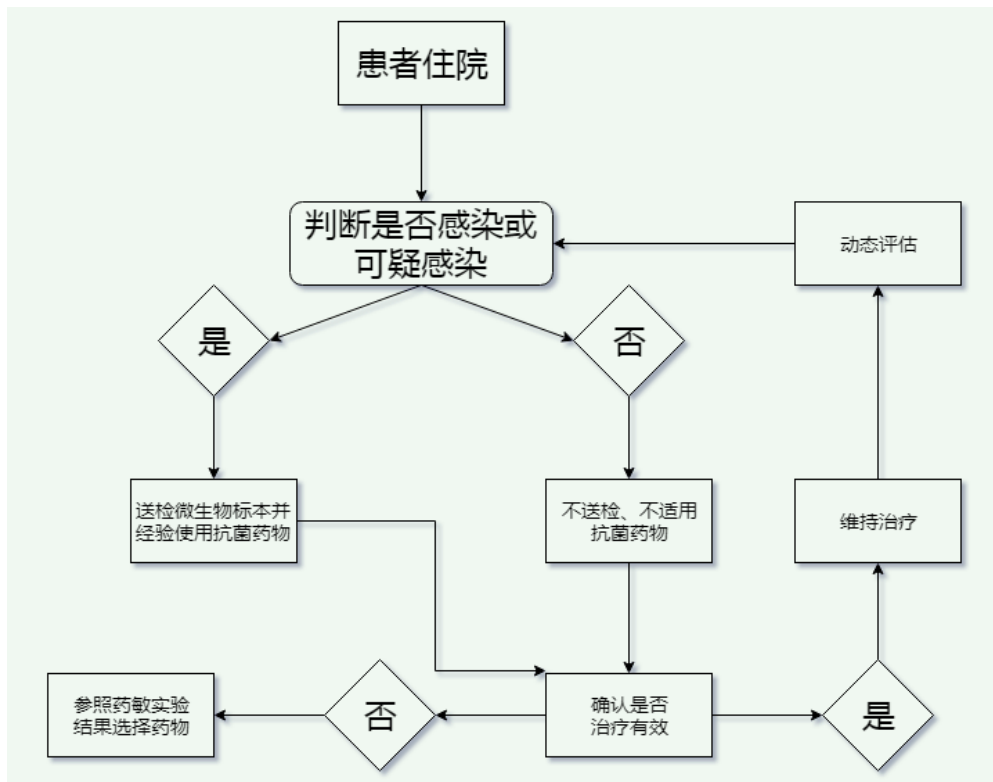 患者住院
判断是否感染或
可疑感染
动态评估
是
否
送检微生物标本并
经验使用抗菌药物
不送检、不适用
抗菌药物
维持治疗
参照药敏实验
结果选择药物
否
确认是否
治疗有效
是